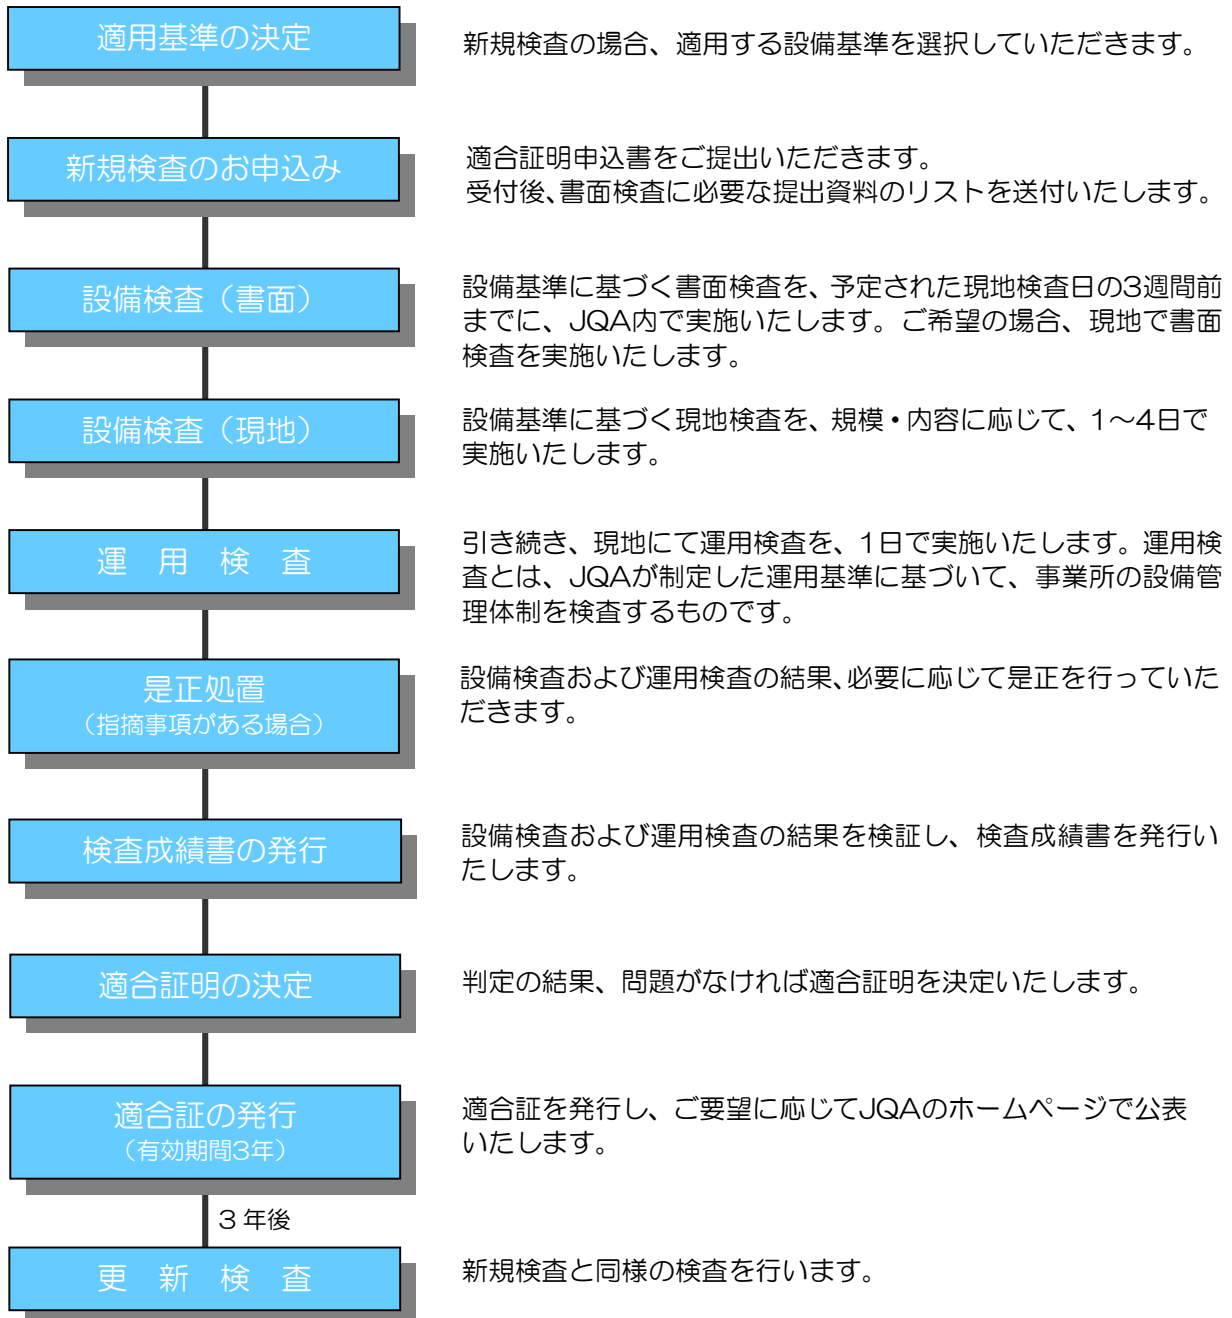 適用基準の決定
新規検査の場合、適用する設備基準を選択していただきます。
新規検査のお申込み
適合証明申込書をご提出いただきます。
受付後、書面検査に必要な提出資料のリストを送付いたします。
設備検査（書面）
設備基準に基づく書面検査を、予定された現地検査日の3週間前
までに、JQA内で実施いたします。ご希望の場合、現地で書面
検査を実施いたします。
設備検査（現地）
設備基準に基づく現地検査を、規模・内容に応じて、1～4日で
実施いたします。
運　用　検　査
引き続き、現地にて運用検査を、1日で実施いたします。運用検
査とは、JQAが制定した運用基準に基づいて、事業所の設備管
理体制を検査するものです。
是正処置
（指摘事項がある場合）
設備検査および運用検査の結果、必要に応じて是正を行っていた
だきます。
検査成績書の発行
設備検査および運用検査の結果を検証し、検査成績書を発行い
たします。
適合証明の決定
判定の結果、問題がなければ適合証明を決定いたします。
適合証の発行
（有効期間3年）
適合証を発行し、ご要望に応じてJQAのホームページで公表
いたします。
3 年後
更　新　検　査
新規検査と同様の検査を行います。